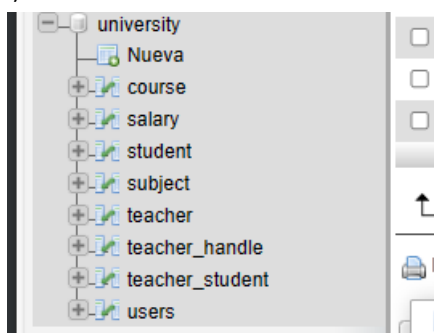 university
Nueva
course
salary
student
subject
teacher
teacher_handle
teacher_student
users